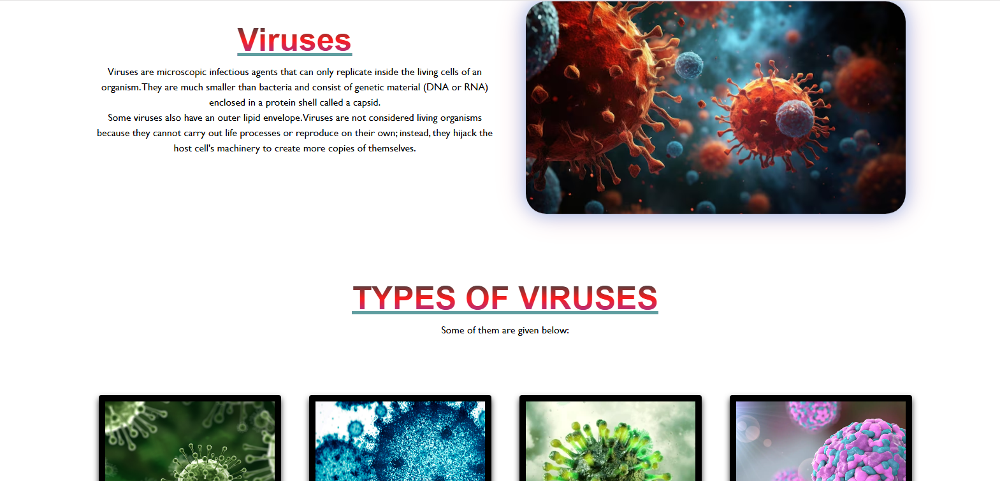 Viruses
Viruses are microscopic infectious agents that can only replicate inside the living cells of an
organism.They are much smaller than bacteria and consist of genetic material (DNA or RNA)
enclosed in a protein shell called a capsid.
Some viruses also have an outer lipid envelope.Viruses are not considered living organisms
because they cannot carry out life processes or reproduce on their own; instead, they hijack the
host cell's machinery to create more copies of themselves.
TYPES OF VIRUSES
Some of them are given below: